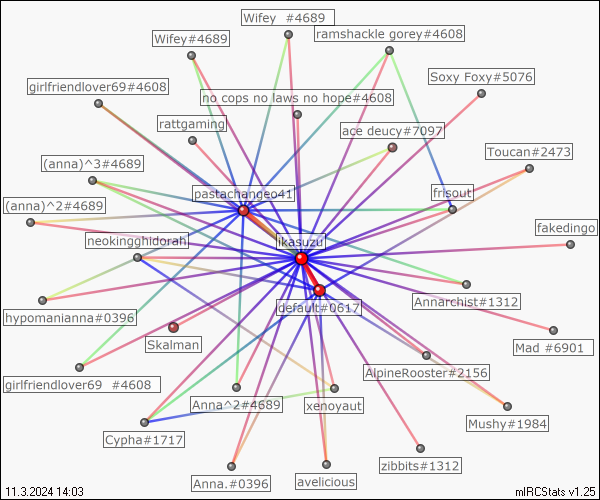 Wifey  #4689
Wifey#4689
ramshackle gorey#4608
Soxy Foxy#5076
girlfriendlover69#4608
no cops no laws no hope#4608
rattgaming
ace deucy#7097
Toucan#2473
(anna)^3#4689
pastachangeo41
frisout
(anna)^2#4689
neokingghidorah
ikasuzu
fakedingo
Annarchist#1312
hypomanianna#0396
default#0617
Skalman
Mad #6901
AlpineRooster#2156
girlfriendlover69  #4608
Anna^2#4689
xenoyaut
Mushy#1984
Cypha#1717
zibbits#1312
Anna.#0396
avelicious
11.3.2024 14:03
mIRCStats v1.25